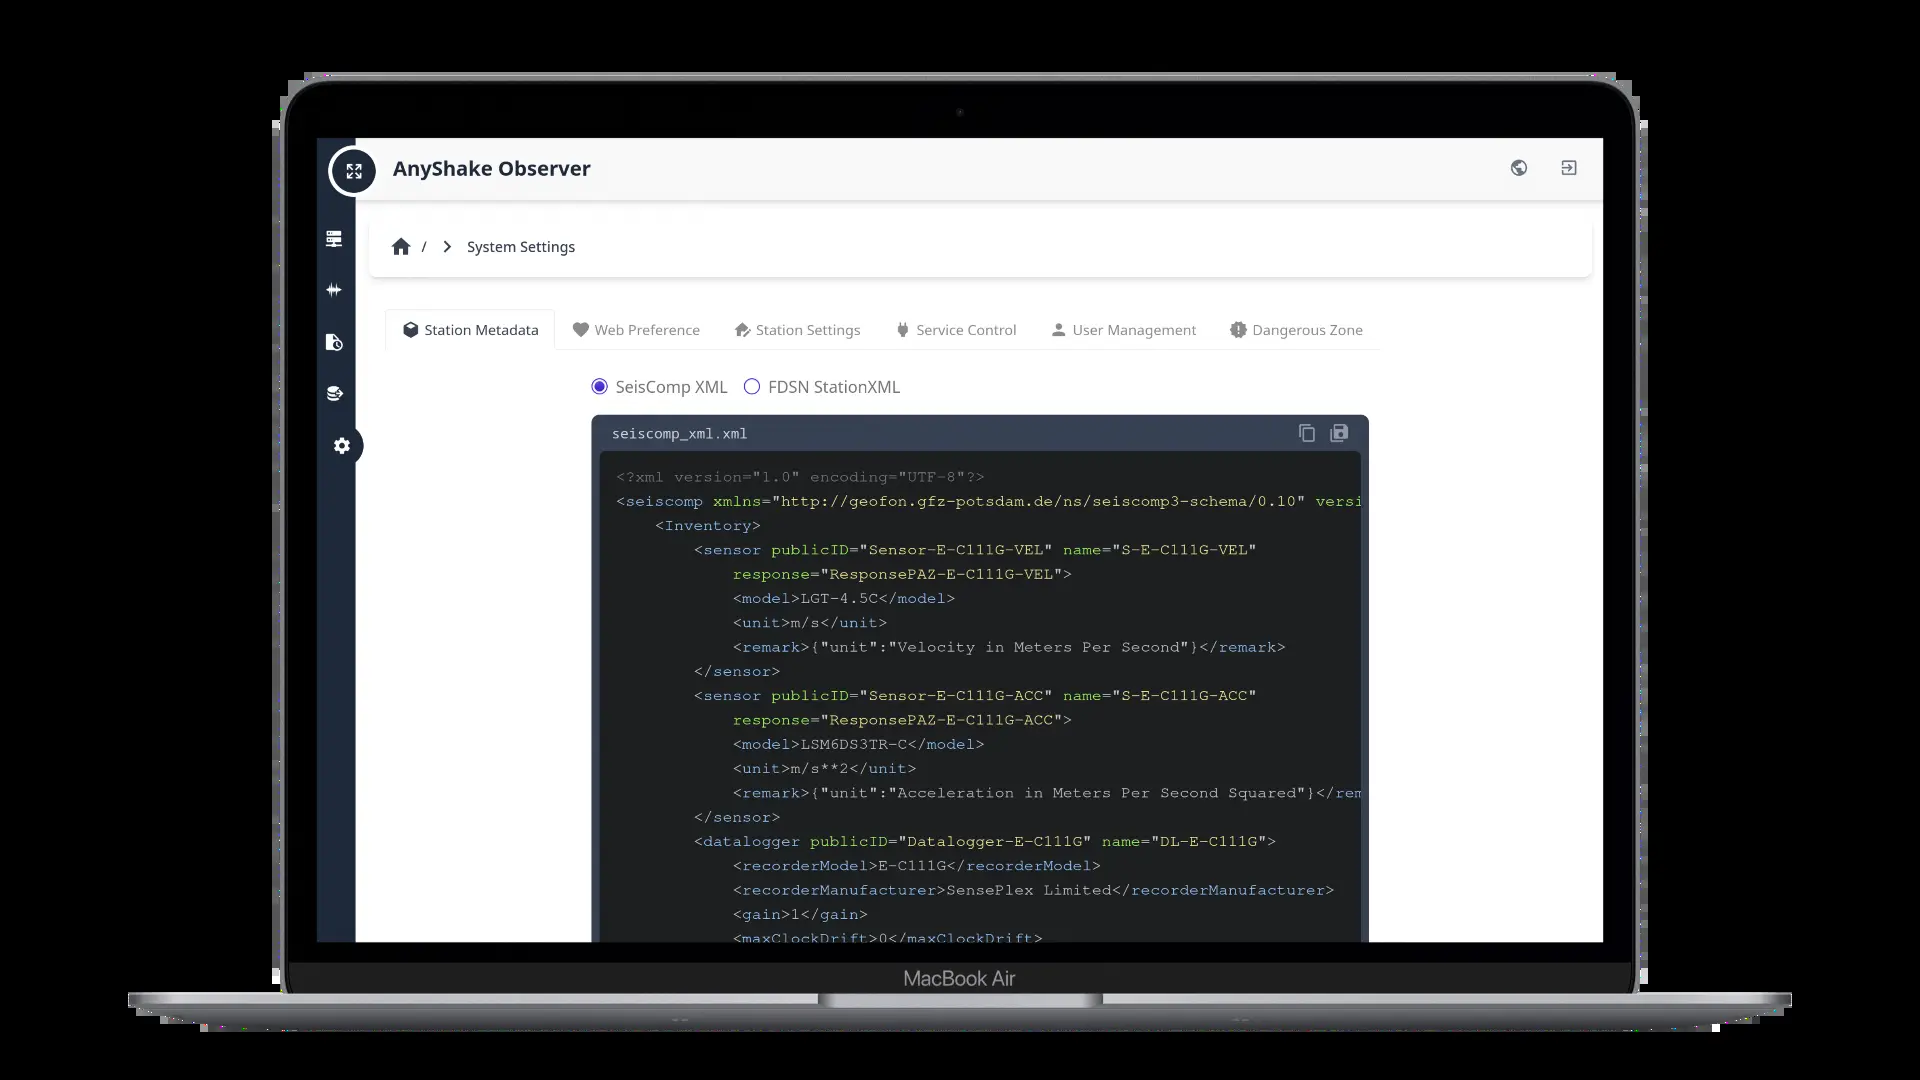 AnyShake Observer
/ System Settings
Station Metadata Web Preference Station Settings Service Control User Management Dangerous Zone
SeisComp XML FDSN StationXML
seiscomp_xml.xml
<?xml version="1.0" encoding="UTF-8"?>
<seiscomp xmlns="http://geofon.gfz-potsdam.de/ns/seiscomp3-schema/0.10" versi
<Inventory>
<sensor publicID="Sensor-E-C111G-VEL" name="S-E-C111G-VEL"
response="ResponsePAZ-E-C111G-VEL">
<model>LGT-4.5C</model>
<unit>m/s</unit>
<remark>{"unit":"Velocity in Meters Per Second"}</remark>
</sensor>
<sensor publicID="Sensor-E-C111G-ACC" name="S-E-C111G-ACC"
response="ResponsePAZ-E-C111G-ACC">
<model>LSM6DS3TR-C</model>
<unit>m/s**2</unit>
<remark>{"unit":"Acceleration in Meters Per Second Squared"}</rem
</sensor>
<datalogger publicID="Datalogger-E-C111G" name="DL-E-C111G">
<recorderModel>E-C111G</recorderModel>
<recorderManufacturer>SensePlex Limited</recorderManufacturer>
<gain>1</gain>
<maxClockDrift>0</maxClockDrift>
MacBook Air